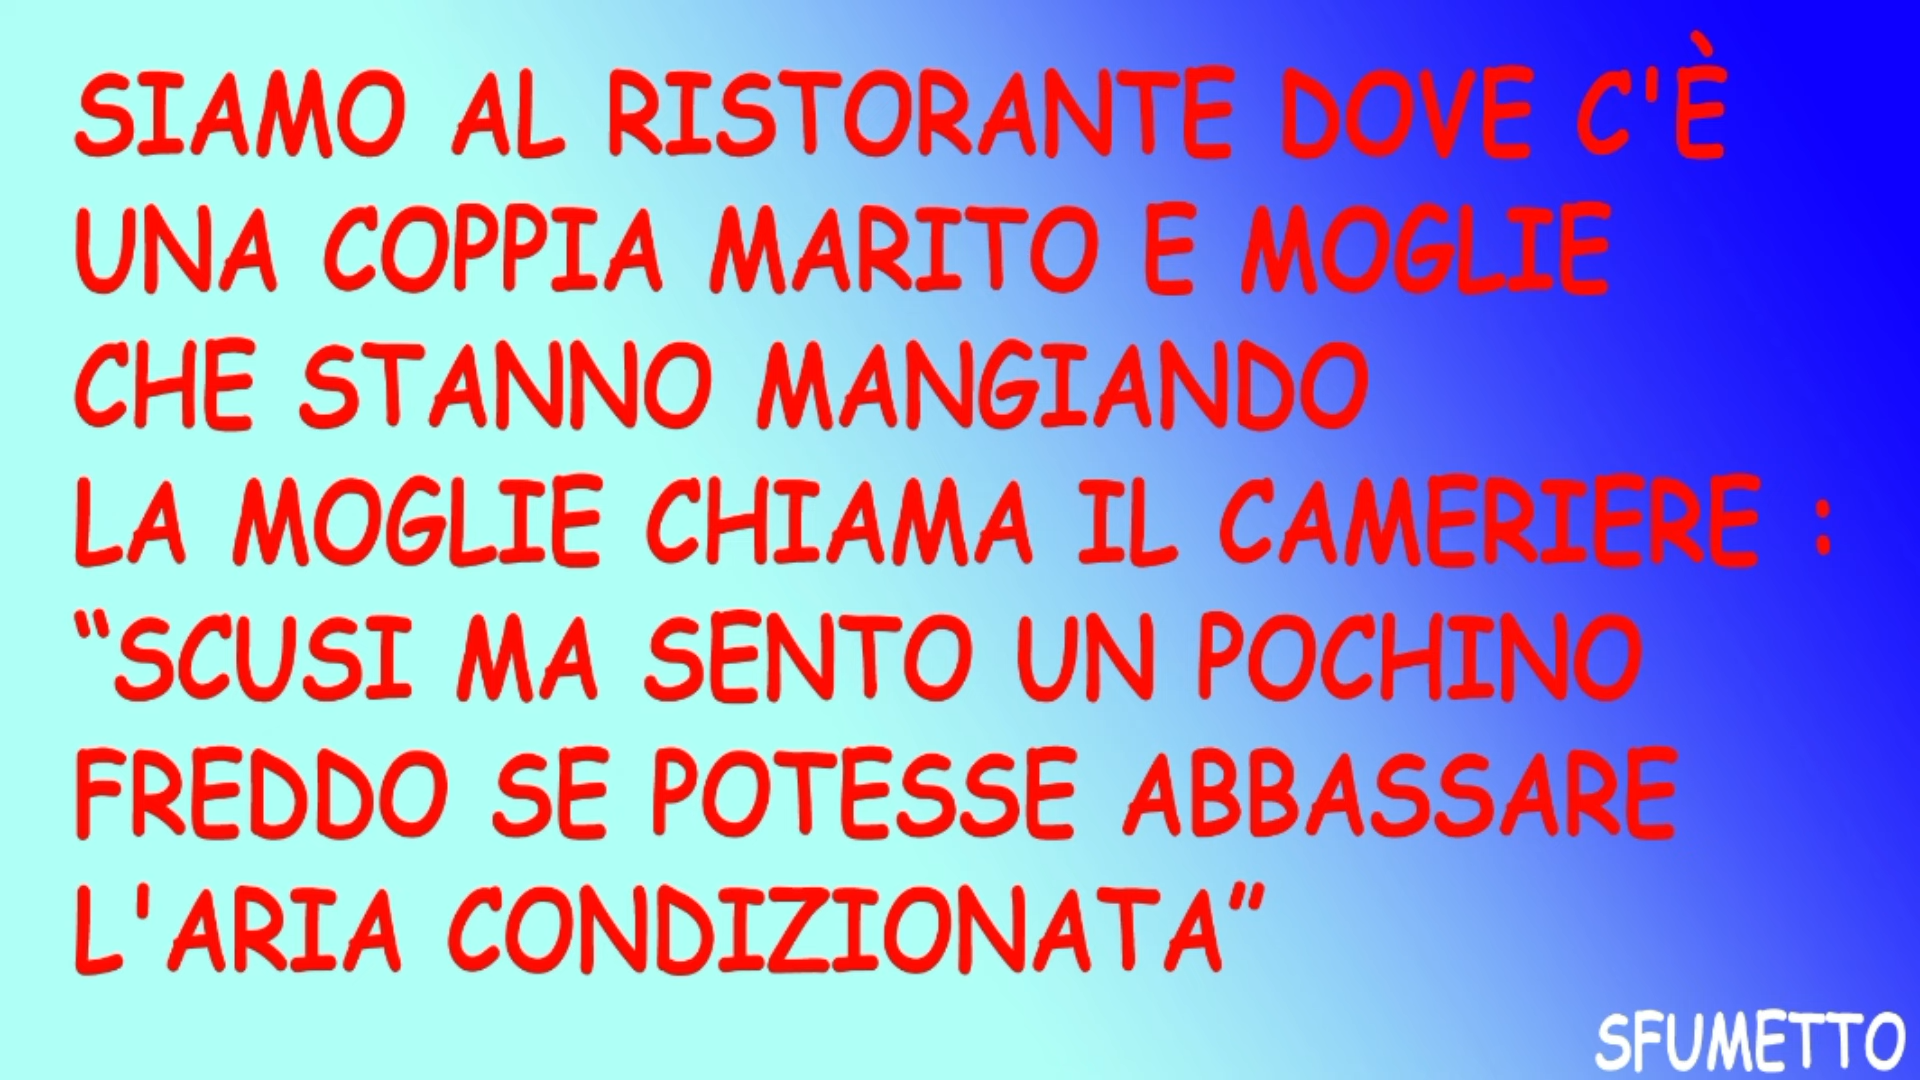 SIAMO AL RISTORANTE DOVE C'È
UNA COPPIA MARITO E MOGLIE
CHE STANNO MANGIANDO
LA MOGLIE CHIAMA IL CAMERIERE :
“SCUSI MA SENTO UN POCHINO
FREDDO SE POTESSE ABBASSARE
L'ARIA CONDIZIONATA”
SFUMETTO